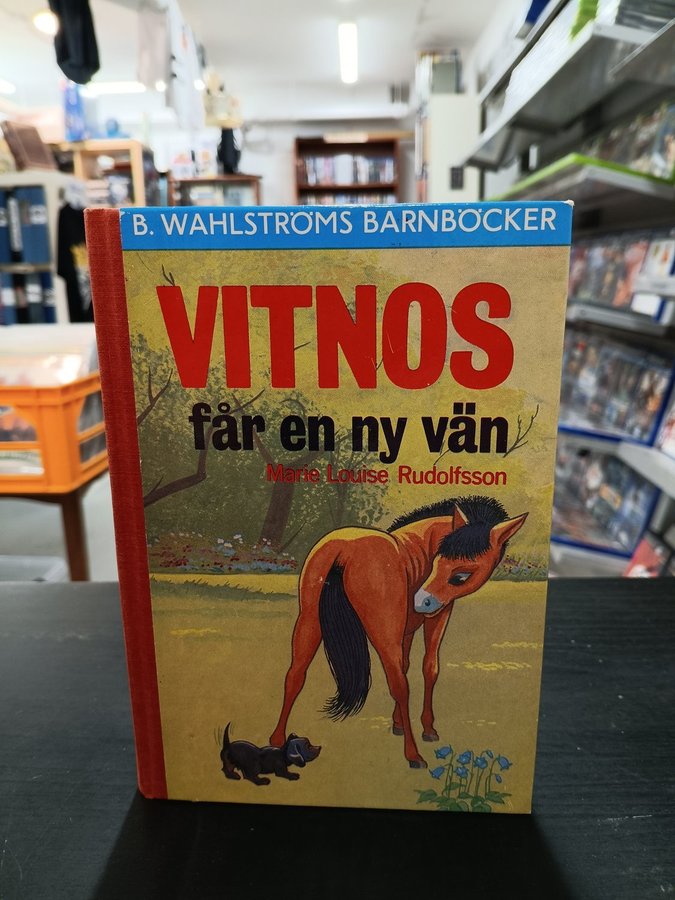 B. WAHLSTRÖMS BARNBÖCKER
VITNOS
får en ny vän
Marie Louise Rudolfsson